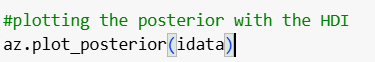 #plotting the posterior with the HDI
az.plot_posterior(idata)